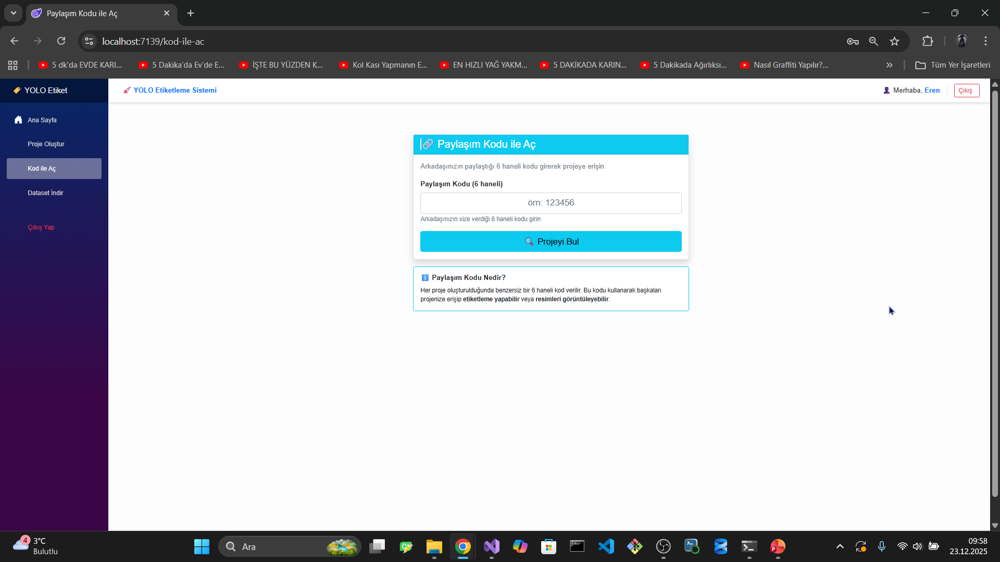 Paylaşım Kodu ile Aç
localhost:7139/kod-ile-ac
5 dk'da EVDE KARI...
5 Dakika'da Ev'de E...
İŞTE BU YÜZDEN K...
Kol Kası Yapmanın E...
EN HIZLI YAĞ YAKM...
5 DAKİKADA KARIN...
5 Dakikada Ağırlıksı...
Nasıl Graffiti Yapılır?...
Tüm Yer İşaretleri
YOLO Etiket
YOLO Etiketleme Sistemi
Merhaba, Eren
Çıkış
Ana Sayfa
Proje Oluştur
Kod ile Aç
Dataset İndir
Çıkış Yap
Paylaşım Kodu ile Aç
Arkadaşınızın paylaştığı 6 haneli kodu girerek projeye erişin.
Paylaşım Kodu (6 haneli)
örn: 123456
Arkadaşınızın size verdiği 6 haneli kodu girin
Projeyi Bul
Paylaşım Kodu Nedir?
Her proje oluşturulduğunda benzersiz bir 6 haneli kod verilir. Bu kodu kullanarak başkaları
projenize erişip etiketleme yapabilir veya resimleri görüntüleyebilir.
4
3°C
Bulutlu
Ara
09:58
23.12.2025